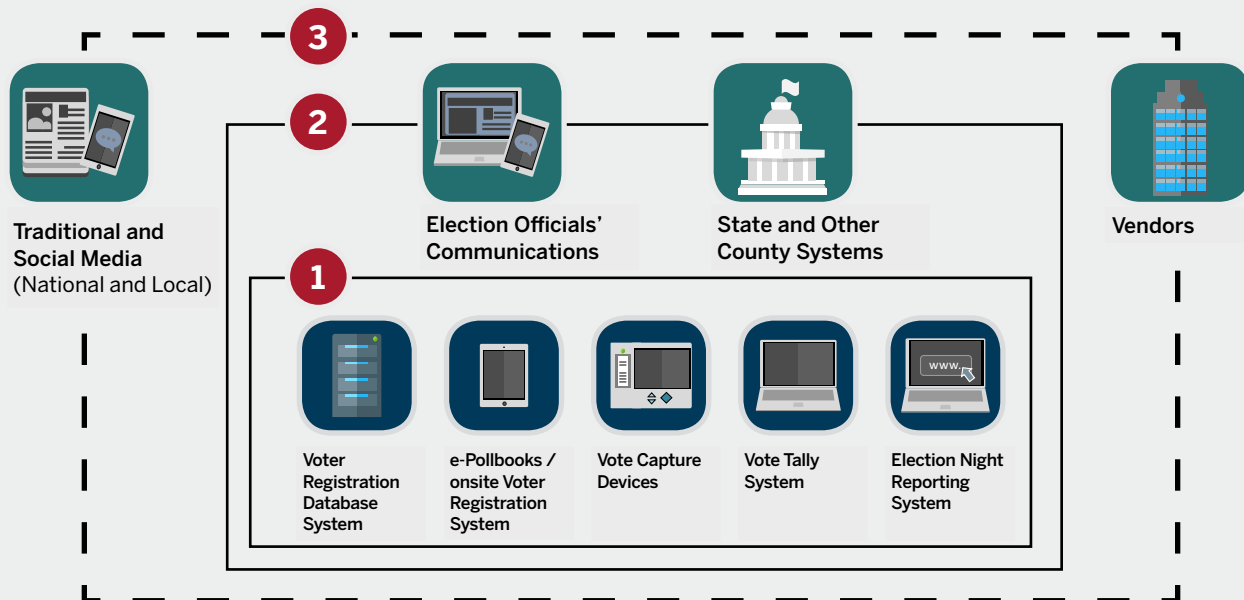 3
2
Traditional and
Social Media
(National and Local)
Election Officials’
Communications
State and Other
County Systems
Vendors
1
www.
Voter
Registration
Database
System
e-Pollbooks /
onsite Voter
Registration
System
Vote Capture
Devices
Vote Tally
System
Election Night
Reporting
System